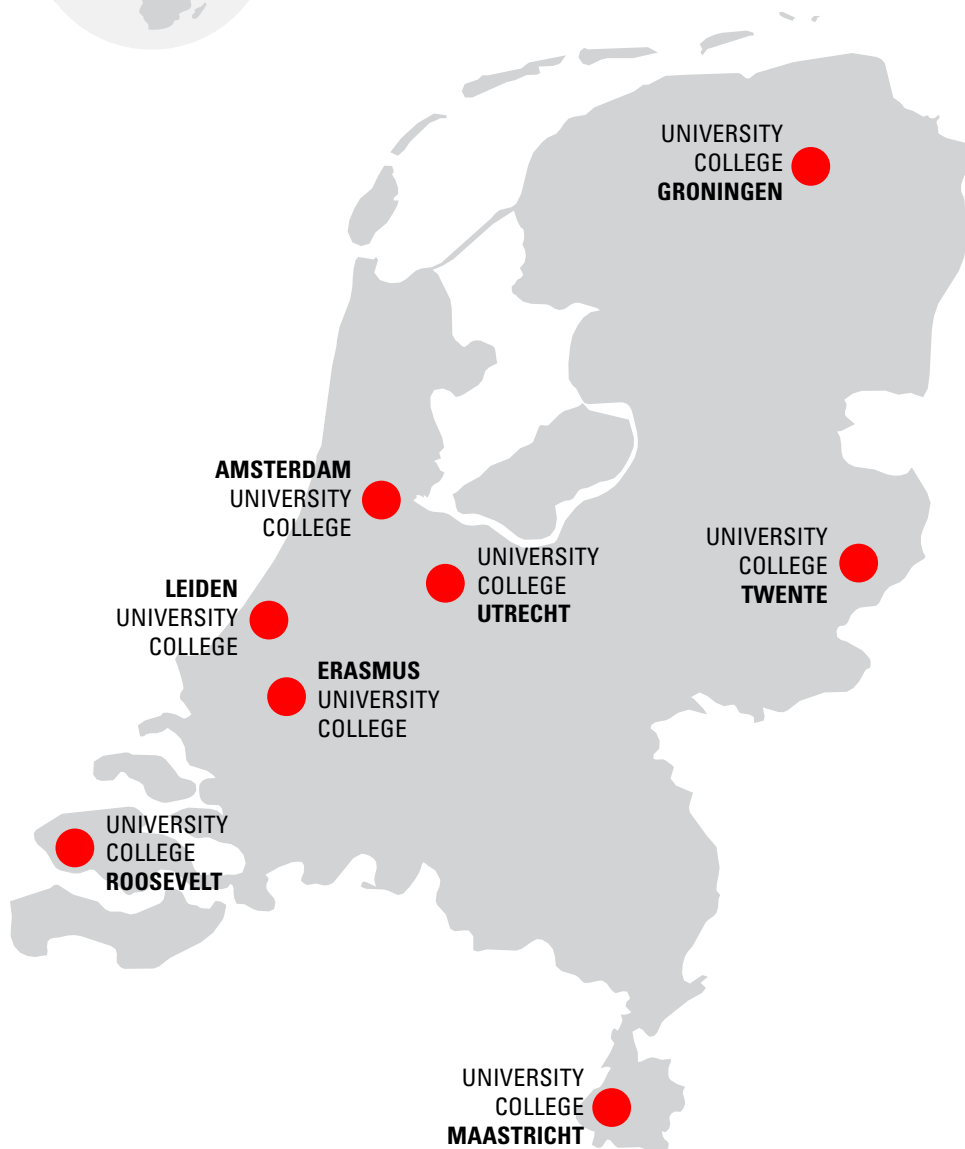 UNIVERSITY
COLLEGE
GRONINGEN
AMSTERDAM
UNIVERSITY
COLLEGE
UNIVERSITY
COLLEGE
TWENTE
UNIVERSITY
COLLEGE
UTRECHT
LEIDEN
UNIVERSITY
COLLEGE
ERASMUS
UNIVERSITY
COLLEGE
UNIVERSITY
COLLEGE
ROOSEVELT
UNIVERSITY
COLLEGE
MAASTRICHT